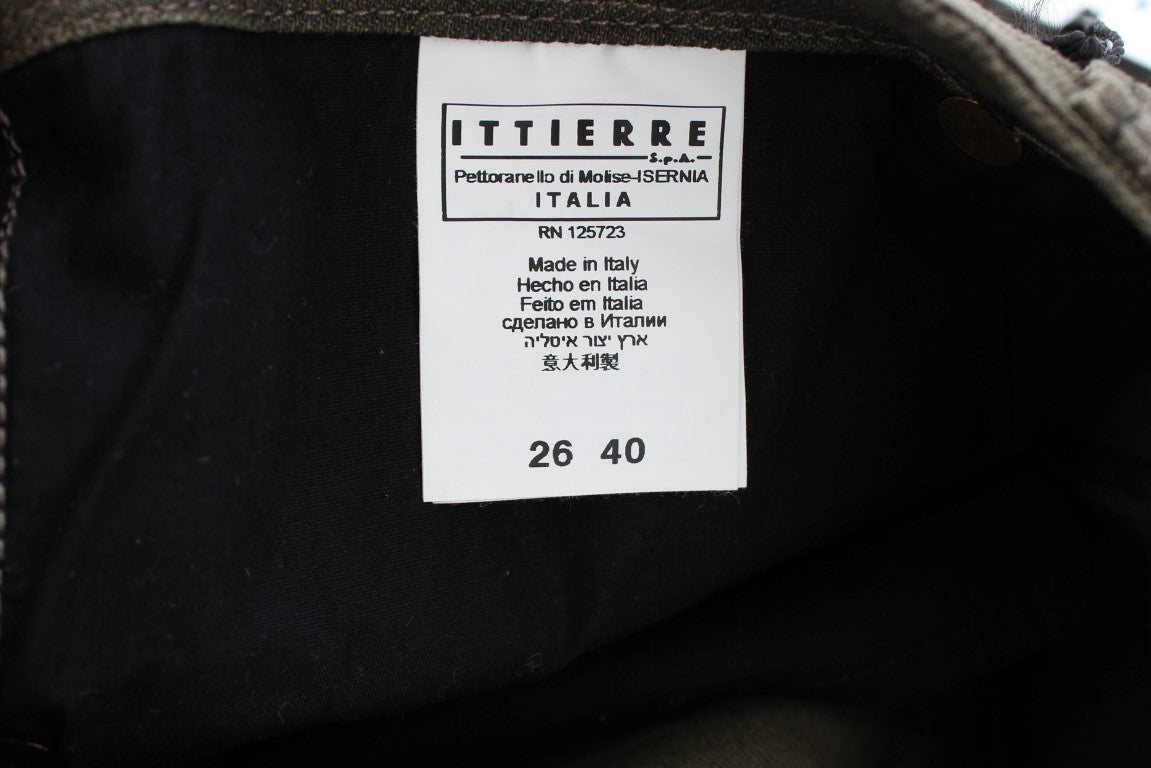 ITTIERRE
S.p.A.
Pettoranello di Molise-ISERNIA
ITALIA
RN 125723
Made in Italy
Hecho en Italia
Feito em Italia
сделано в Италии
ארץ יצור איטליה
意大利製
26 40